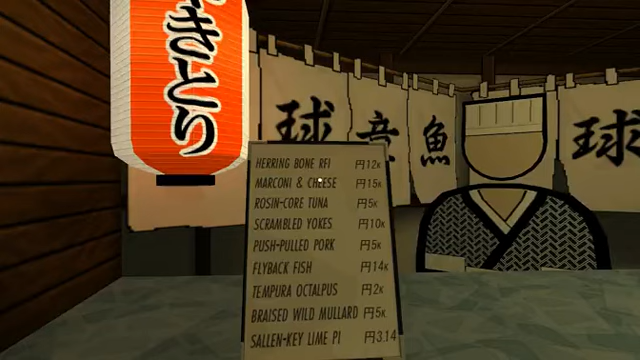 きとり
球
章
魚
球
HERRING BONE RFI 円12K
MARCONI & CHEESE 円15K
ROSIN-CORE TUNA 円5K
SCRAMBLED YOKES 円10K
PUSH-PULLED PORK 円5K
FLYBACK FISH 円14K
TEMPURA OCTALPUS 円2K
BRAISED WILD MULLARD 円5K
SALLEN-KEY LIME PI 円3.14